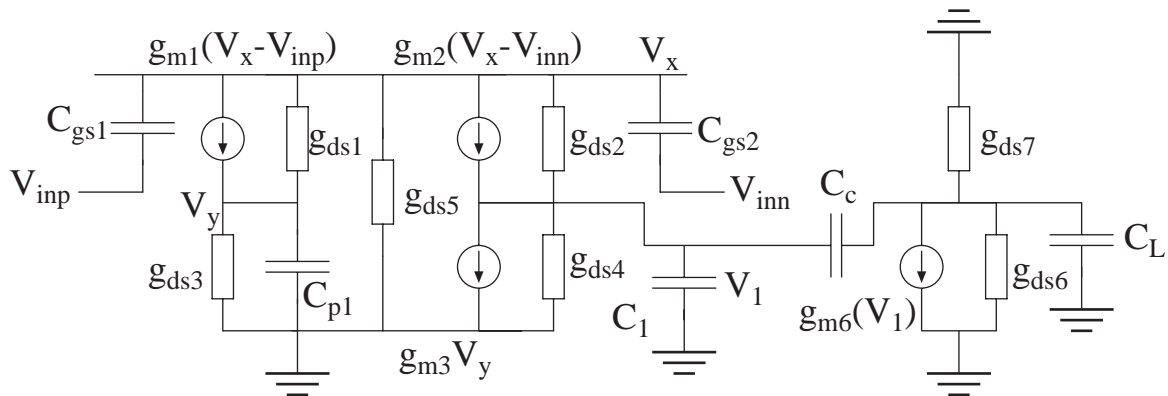 g_m1(V_x-V_inp)
g_m2(V_x-V_inn)
V_x
C_gs1
g_ds1
g_ds2
C_gs2
g_ds7
V_inp
V_y
g_ds5
V_inn
C_c
g_ds3
C_p1
g_ds4
C_1
V_1
g_m6(V_1)
g_ds6
C_L
g_m3V_y